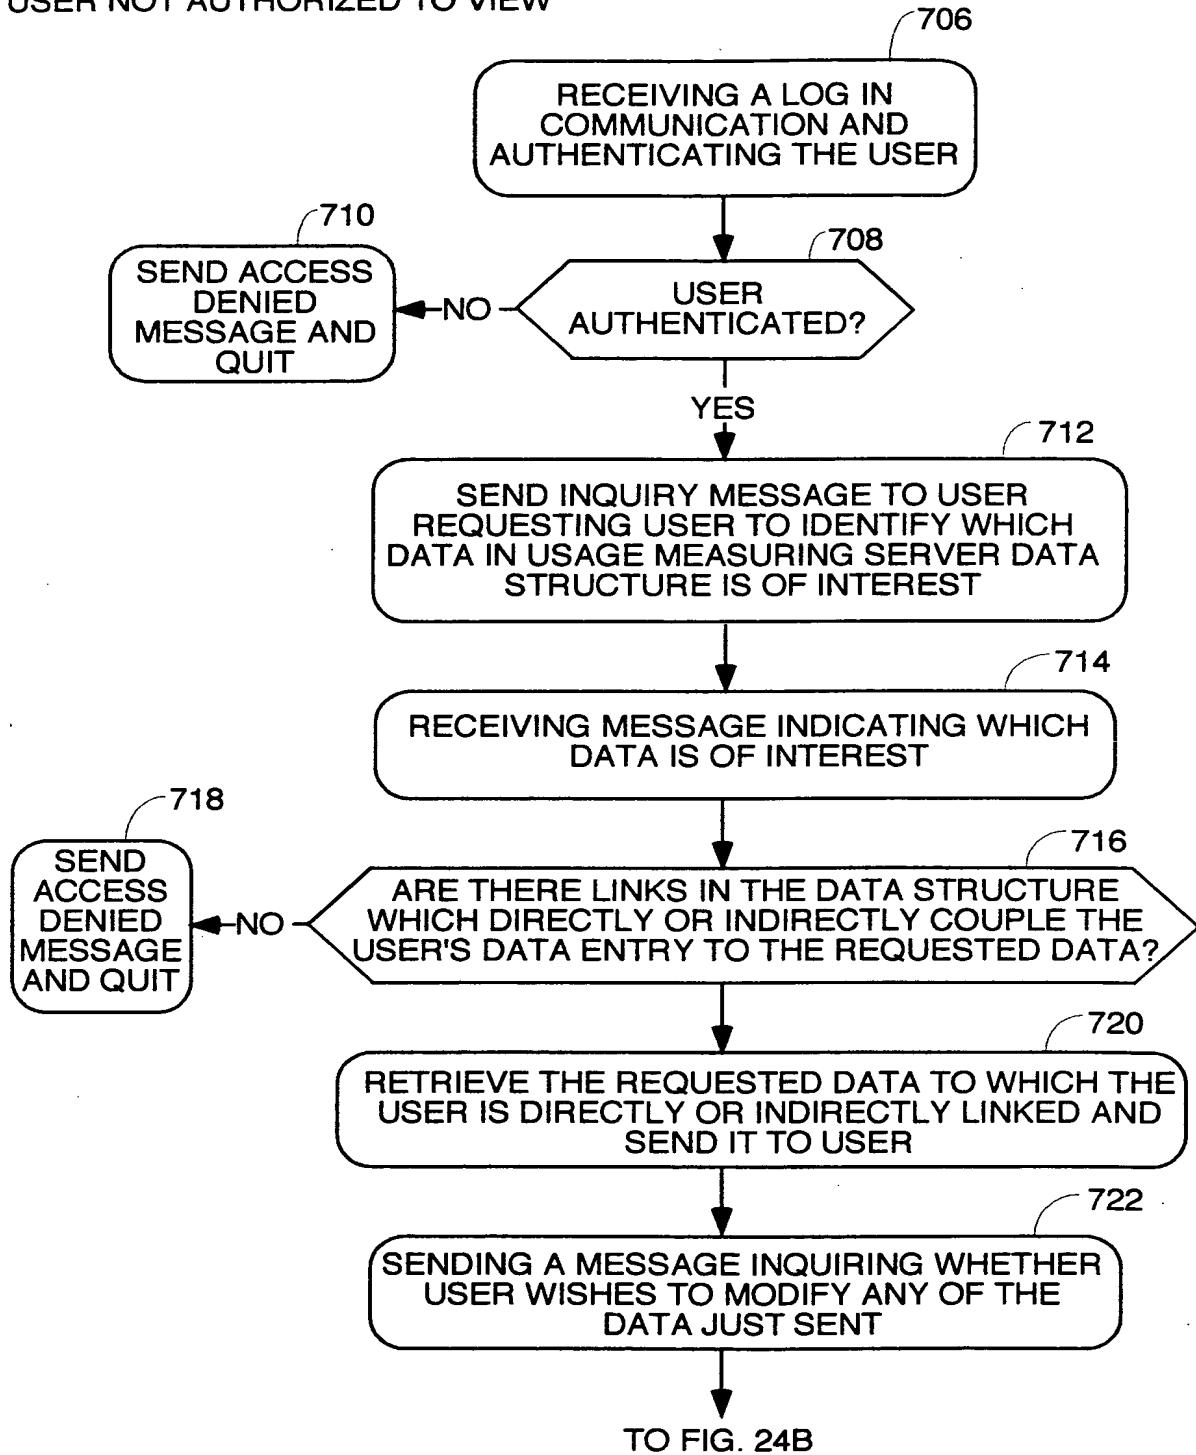 USER NOT AUTHORIZED TO VIEW
706
RECEIVING A LOG IN
COMMUNICATION AND
AUTHENTICATING THE USER
710
SEND ACCESS
DENIED
MESSAGE AND
QUIT
NO
708
USER
AUTHENTICATED?
YES
712
SEND INQUIRY MESSAGE TO USER
REQUESTING USER TO IDENTIFY WHICH
DATA IN USAGE MEASURING SERVER DATA
STRUCTURE IS OF INTEREST
714
RECEIVING MESSAGE INDICATING WHICH
DATA IS OF INTEREST
718
SEND
ACCESS
DENIED
MESSAGE
AND QUIT
NO
716
ARE THERE LINKS IN THE DATA STRUCTURE
WHICH DIRECTLY OR INDIRECTLY COUPLE THE
USER'S DATA ENTRY TO THE REQUESTED DATA?
720
RETRIEVE THE REQUESTED DATA TO WHICH THE
USER IS DIRECTLY OR INDIRECTLY LINKED AND
SEND IT TO USER
722
SENDING A MESSAGE INQUIRING WHETHER
USER WISHES TO MODIFY ANY OF THE
DATA JUST SENT
TO FIG. 24B